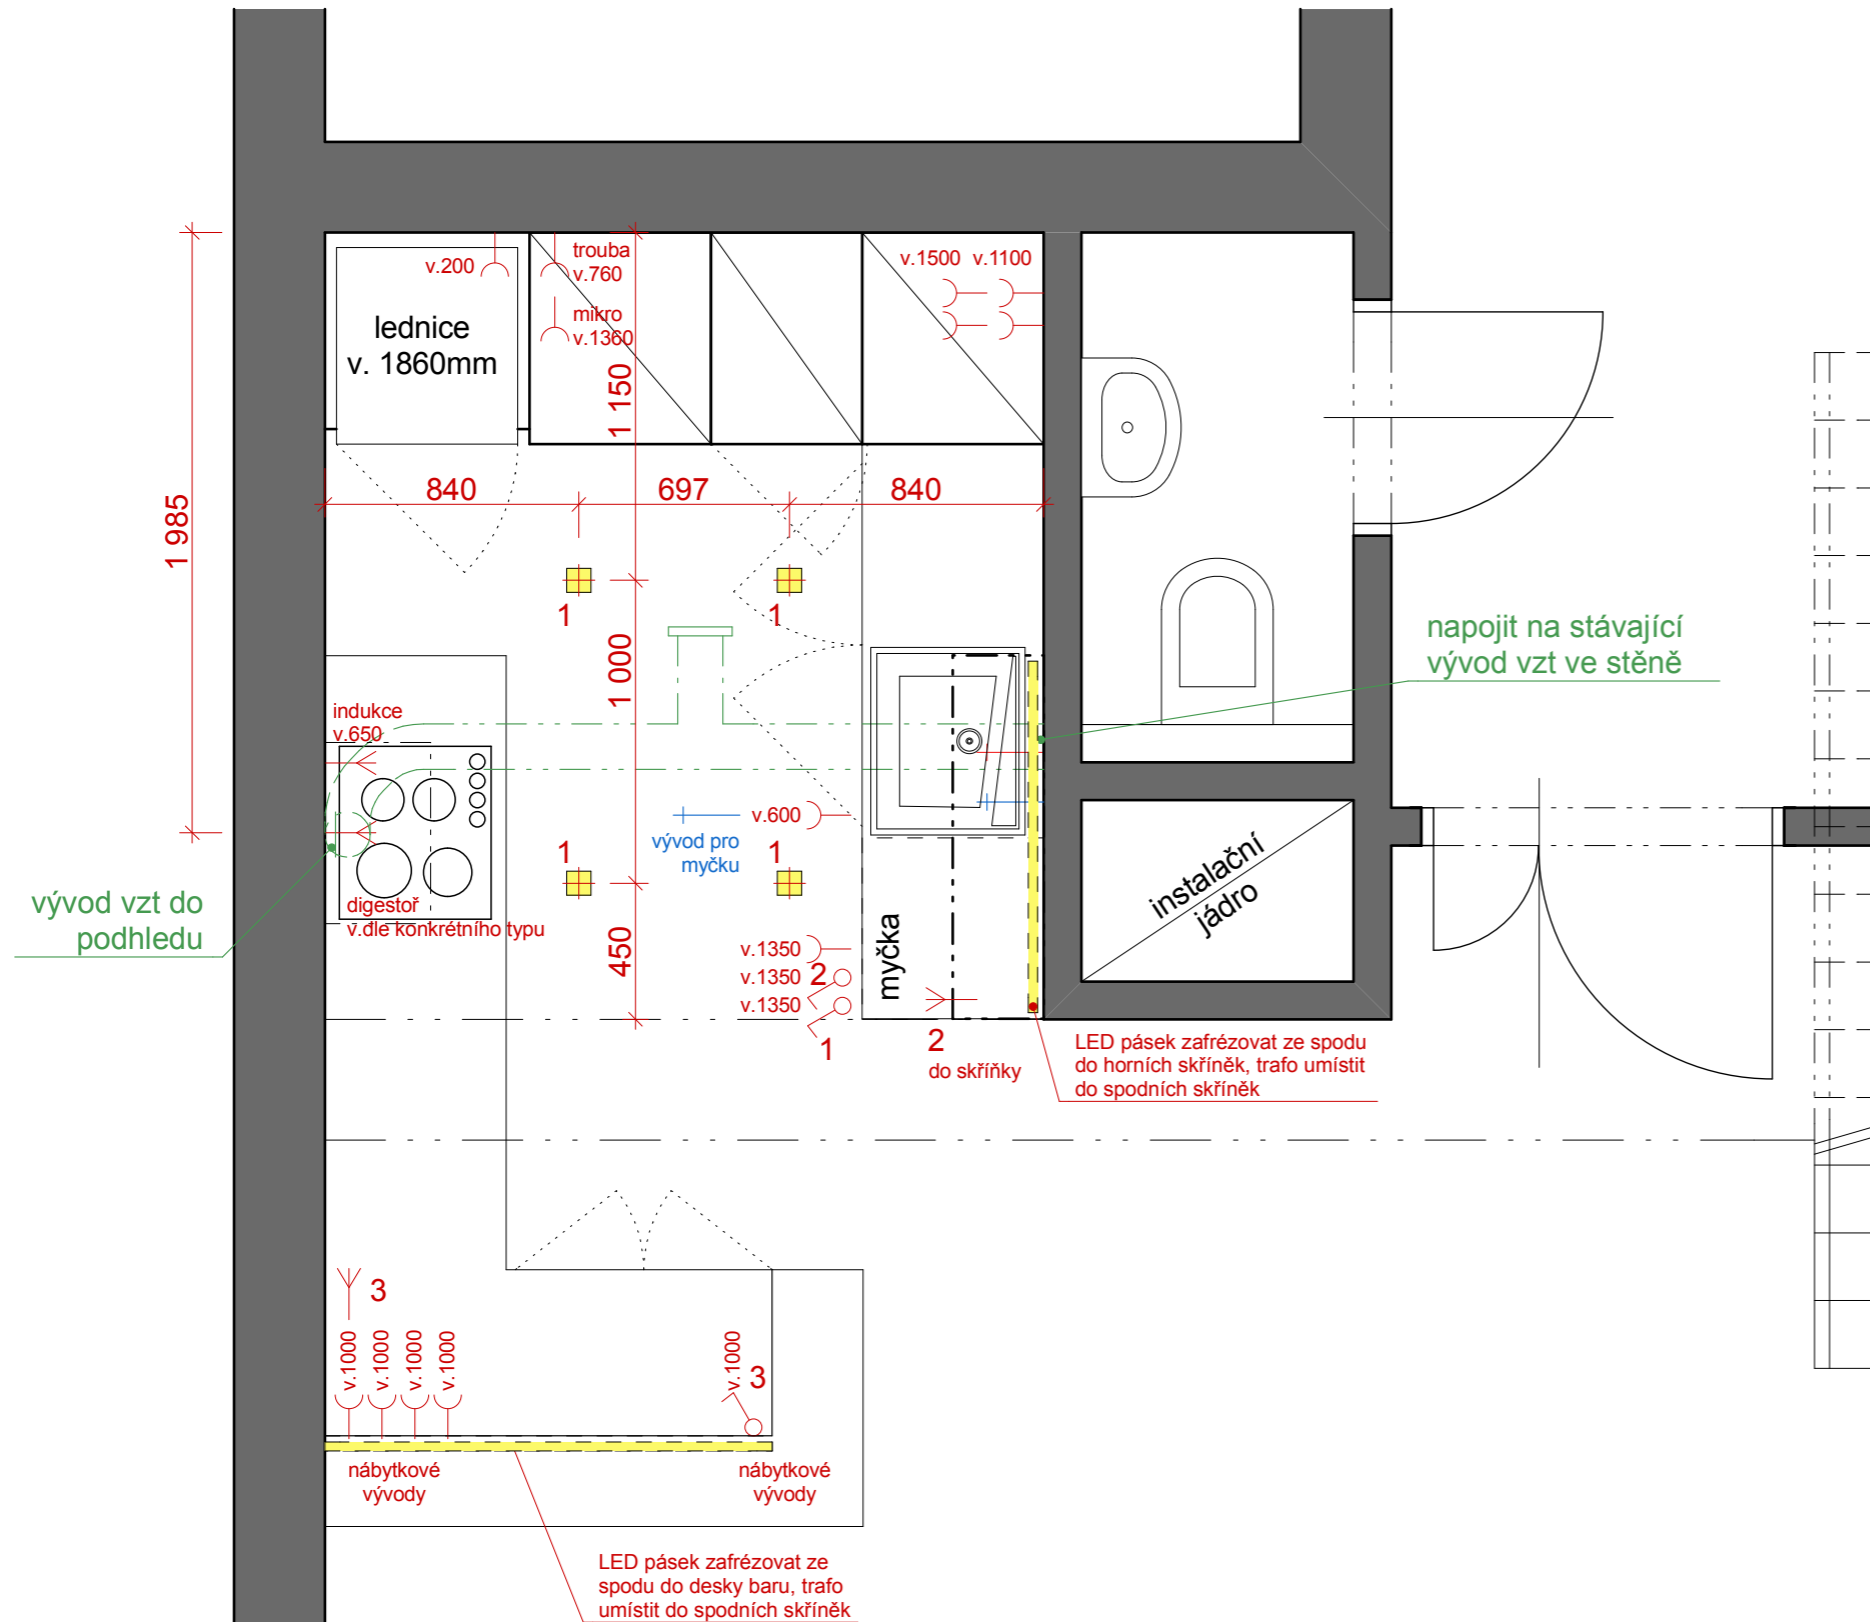 v.200
trouba
v.760
mikro
v.1360
v.1500 v.1100
lednice
v. 1860mm
1 150
840
697
840
1 985
1
1
1 000
napojit na stávající
vývod vzt ve stěně
indukce
v.650
v.600
vývod pro
myčku
1
1
instalační
jádro
vývod vzt do
podhledu
digestoř
v.dle konkrétního typu
450
myčka
v.1350
v.1350
2
v.1350
1
2
do skříňky
LED pásek zafrézovat ze spodu
do horních skříněk, trafo umístit
do spodních skříněk
3
v.1000
v.1000
v.1000
v.1000
v.1000
3
nábytkové
vývody
nábytkové
vývody
LED pásek zafrézovat ze
spodu do desky baru, trafo
umístit do spodních skříněk